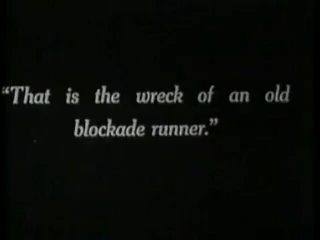 “That is the wreck of an old
blockade runner.”